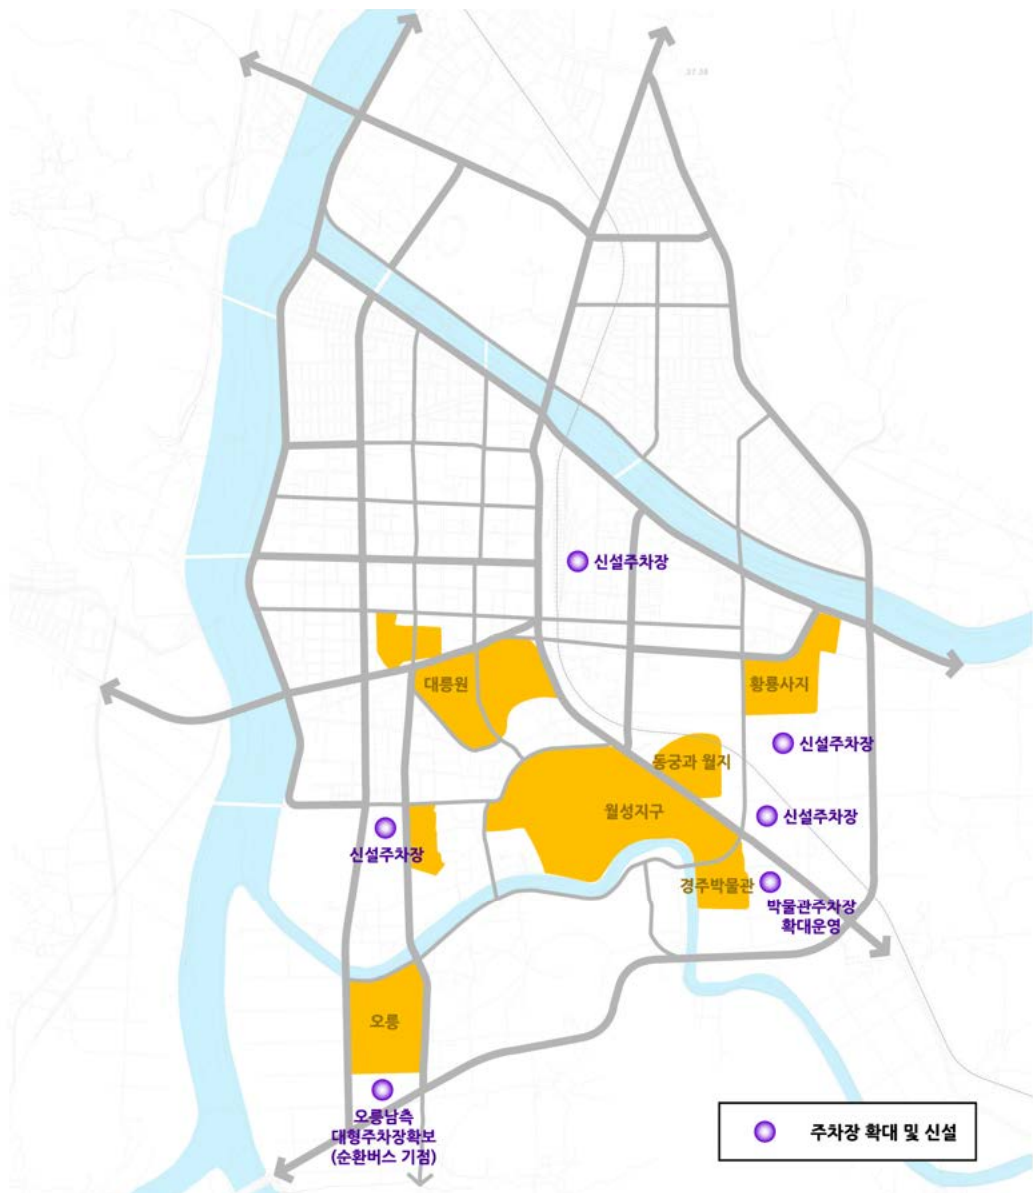 37.38
신설주차장
대릉원
황룡사지
신설주차장
동궁과 월지
월성지구
신설주차장
신설주차장
경주박물관
박물관주차장
확대운영
오릉
오릉남측
대형주차장확보
(순환버스 기점)
주차장 확대 및 신설